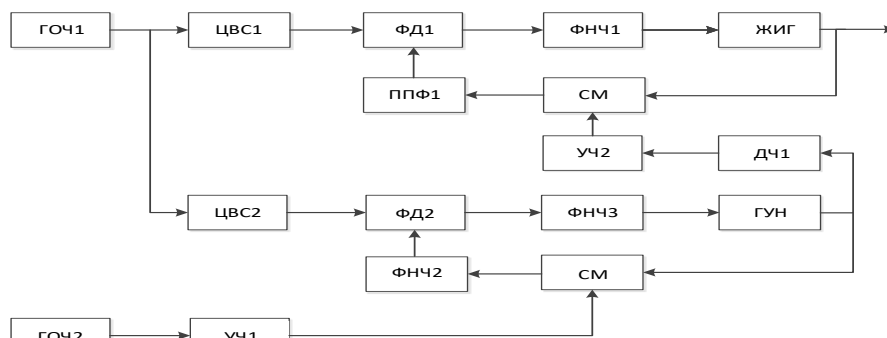 ГОЧ1 ЦВС1 ФД1 ФНЧ1 ЖИГ
ППФ1 СМ
УЧ2 ДЧ1
ЦВС2 ФД2 ФНЧ3 ГУН
ФНЧ2 СМ
ГОЧ2 УЧ1